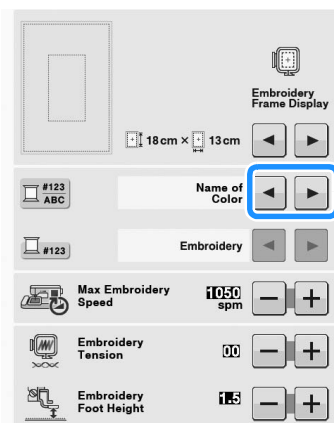 Embroidery
Frame Display
18cm × 13cm
#123
ABC
Name of
Color
#123
Embroidery
Max Embroidery
Speed
1050
spm
Embroidery
Tension
00
Embroidery
Foot Height
1.5